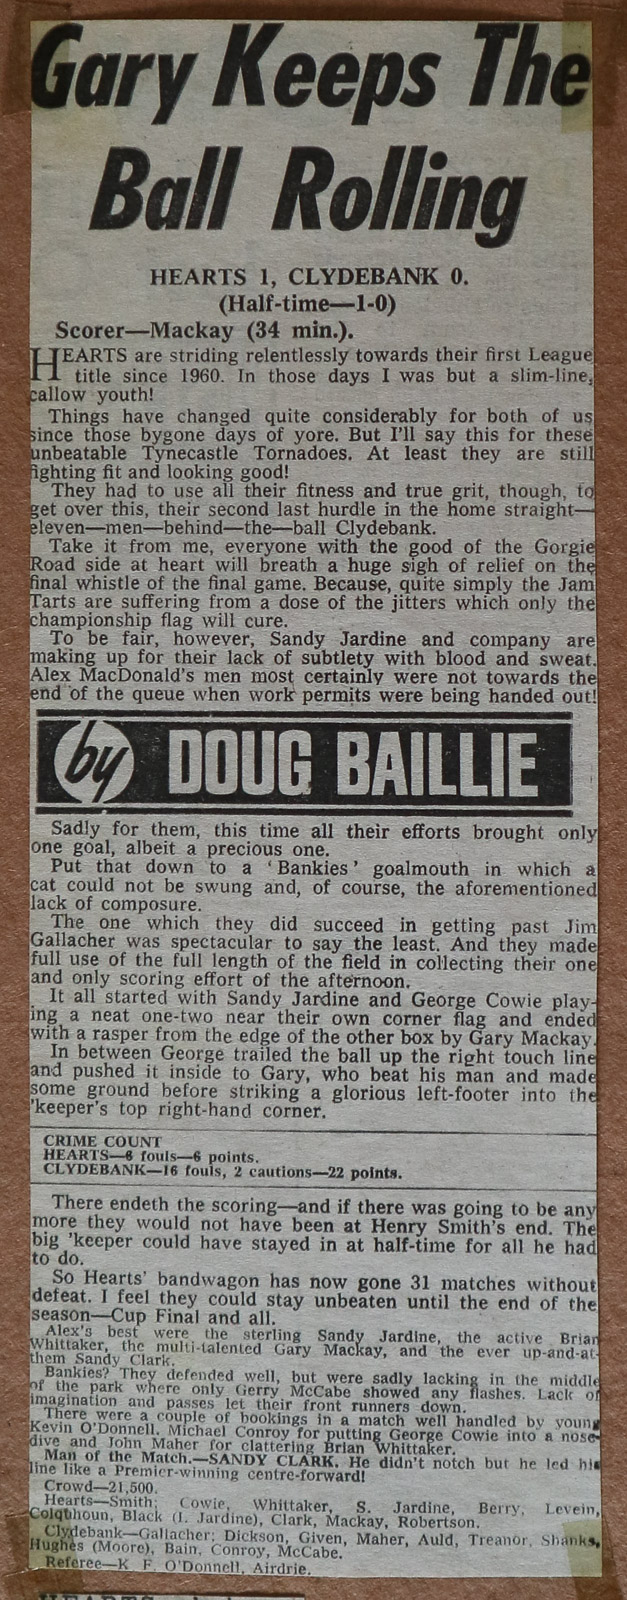 Gary Keeps The
Ball Rolling
HEARTS 1, CLYDEBANK 0.
(Half-time—1-0)
Scorer—Mackay (34 min.).
HEARTS are striding relentlessly towards their first League
title since 1960. In those days I was but a slim-line,
callow youth!
Things have changed quite considerably for both of us
since those bygone days of yore. But I'll say this for these
unbeatable Tynecastle Tornadoes. At least they are still
fighting fit and looking good!
They had to use all their fitness and true grit, though, to
get over this, their second last hurdle in the home straight—
eleven—men—behind—the—ball Clydebank.
Take it from me, everyone with the good of the Gorgie
Road side at heart will breath a huge sigh of relief on the
final whistle of the final game. Because, quite simply the Jam
Tarts are suffering from a dose of the jitters which only the
championship flag will cure.
To be fair, however, Sandy Jardine and company are
making up for their lack of subtlety with blood and sweat.
Alex MacDonald's men most certainly were not towards the
end of the queue when work permits were being handed out!
by DOUG BAILLIE
Sadly for them, this time all their efforts brought only
one goal, albeit a precious one.
Put that down to a 'Bankies' goalmouth in which a
cat could not be swung and, of course, the aforementioned
lack of composure.
The one which they did succeed in getting past Jim
Gallacher was spectacular to say the least. And they made
full use of the full length of the field in collecting their one
and only scoring effort of the afternoon.
It all started with Sandy Jardine and George Cowie play-
ing a neat one-two near their own corner flag and ended
with a rasper from the edge of the other box by Gary Mackay.
In between George trailed the ball up the right touch line
and pushed it inside to Gary, who beat his man and made
some ground before striking a glorious left-footer into the
'keeper's top right-hand corner.
CRIME COUNT
HEARTS—6 fouls—6 points.
CLYDEBANK—16 fouls, 2 cautions—22 points.
There endeth the scoring—and if there was going to be any
more they would not have been at Henry Smith's end. The
big 'keeper could have stayed in at half-time for all he had
to do.
So Hearts' bandwagon has now gone 31 matches without
defeat. I feel they could stay unbeaten until the end of the
season—Cup Final and all.
Alex's best were the sterling Sandy Jardine, the active Brian
Whittaker, the multi-talented Gary Mackay, and the ever up-and-at-
them Sandy Clark.
Bankies? They defended well, but were sadly lacking in the middle
of the park where only Gerry McCabe showed any flashes. Lack of
imagination and passes let their front runners down.
There were a couple of bookings in a match well handled by young
Kevin O'Donnell. Michael Conroy for putting George Cowie into a nose-
dive and John Maher for clattering Brian Whittaker.
Man of the Match.—SANDY CLARK. He didn't notch but he led his
line like a Premier-winning centre-forward!
Crowd—21,500.
Hearts—Smith; Cowie, Whittaker, S. Jardine, Berry, Levein,
Colquhoun, Black (I. Jardine), Clark, Mackay, Robertson.
Clydebank—Gallacher; Dickson, Given, Maher, Auld, Treanor, Shanks,
Hughes (Moore), Bain, Conroy, McCabe.
Referee—K F. O'Donnell, Airdrie.